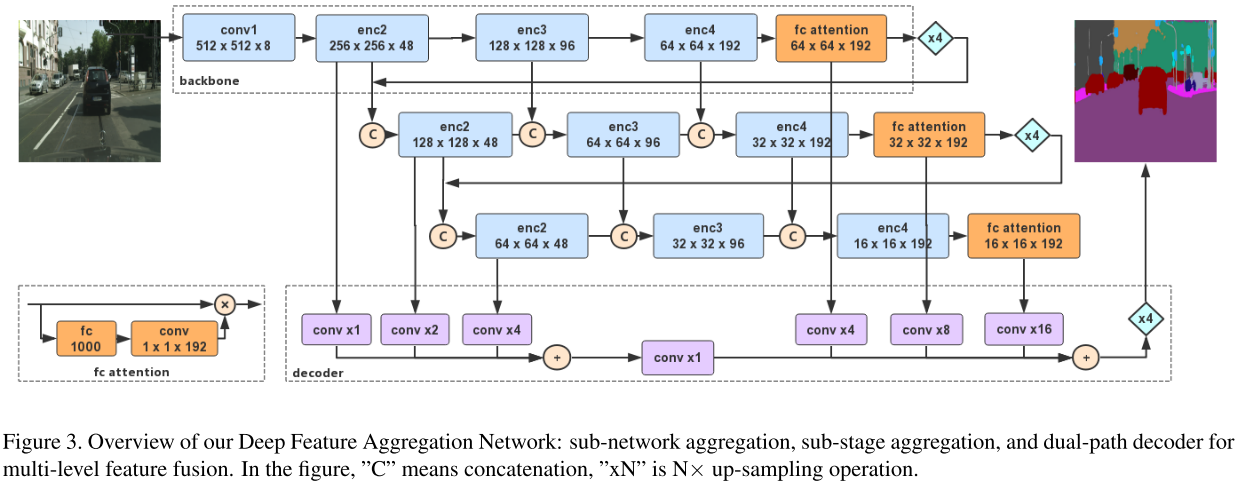 conv1
512 x 512 x 8
enc2
256 x 256 x 48
enc3
128 x 128 x 96
enc4
64 x 64 x 192
fc attention
64 x 64 x 192
x4
backbone
C
enc2
128 x 128 x 48
C
enc3
64 x 64 x 96
C
enc4
32 x 32 x 192
fc attention
32 x 32 x 192
x4
C
enc2
64 x 64 x 48
C
enc3
32 x 32 x 96
C
enc4
16 x 16 x 192
fc attention
16 x 16 x 192
×
fc
1000
conv
1 x 1 x 192
fc attention
conv x1
conv x2
conv x4
conv x4
conv x8
conv x16
x4
+
conv x1
+
decoder
Figure 3. Overview of our Deep Feature Aggregation Network: sub-network aggregation, sub-stage aggregation, and dual-path decoder for
multi-level feature fusion. In the figure, ”C” means concatenation, ”xN” is N× up-sampling operation.